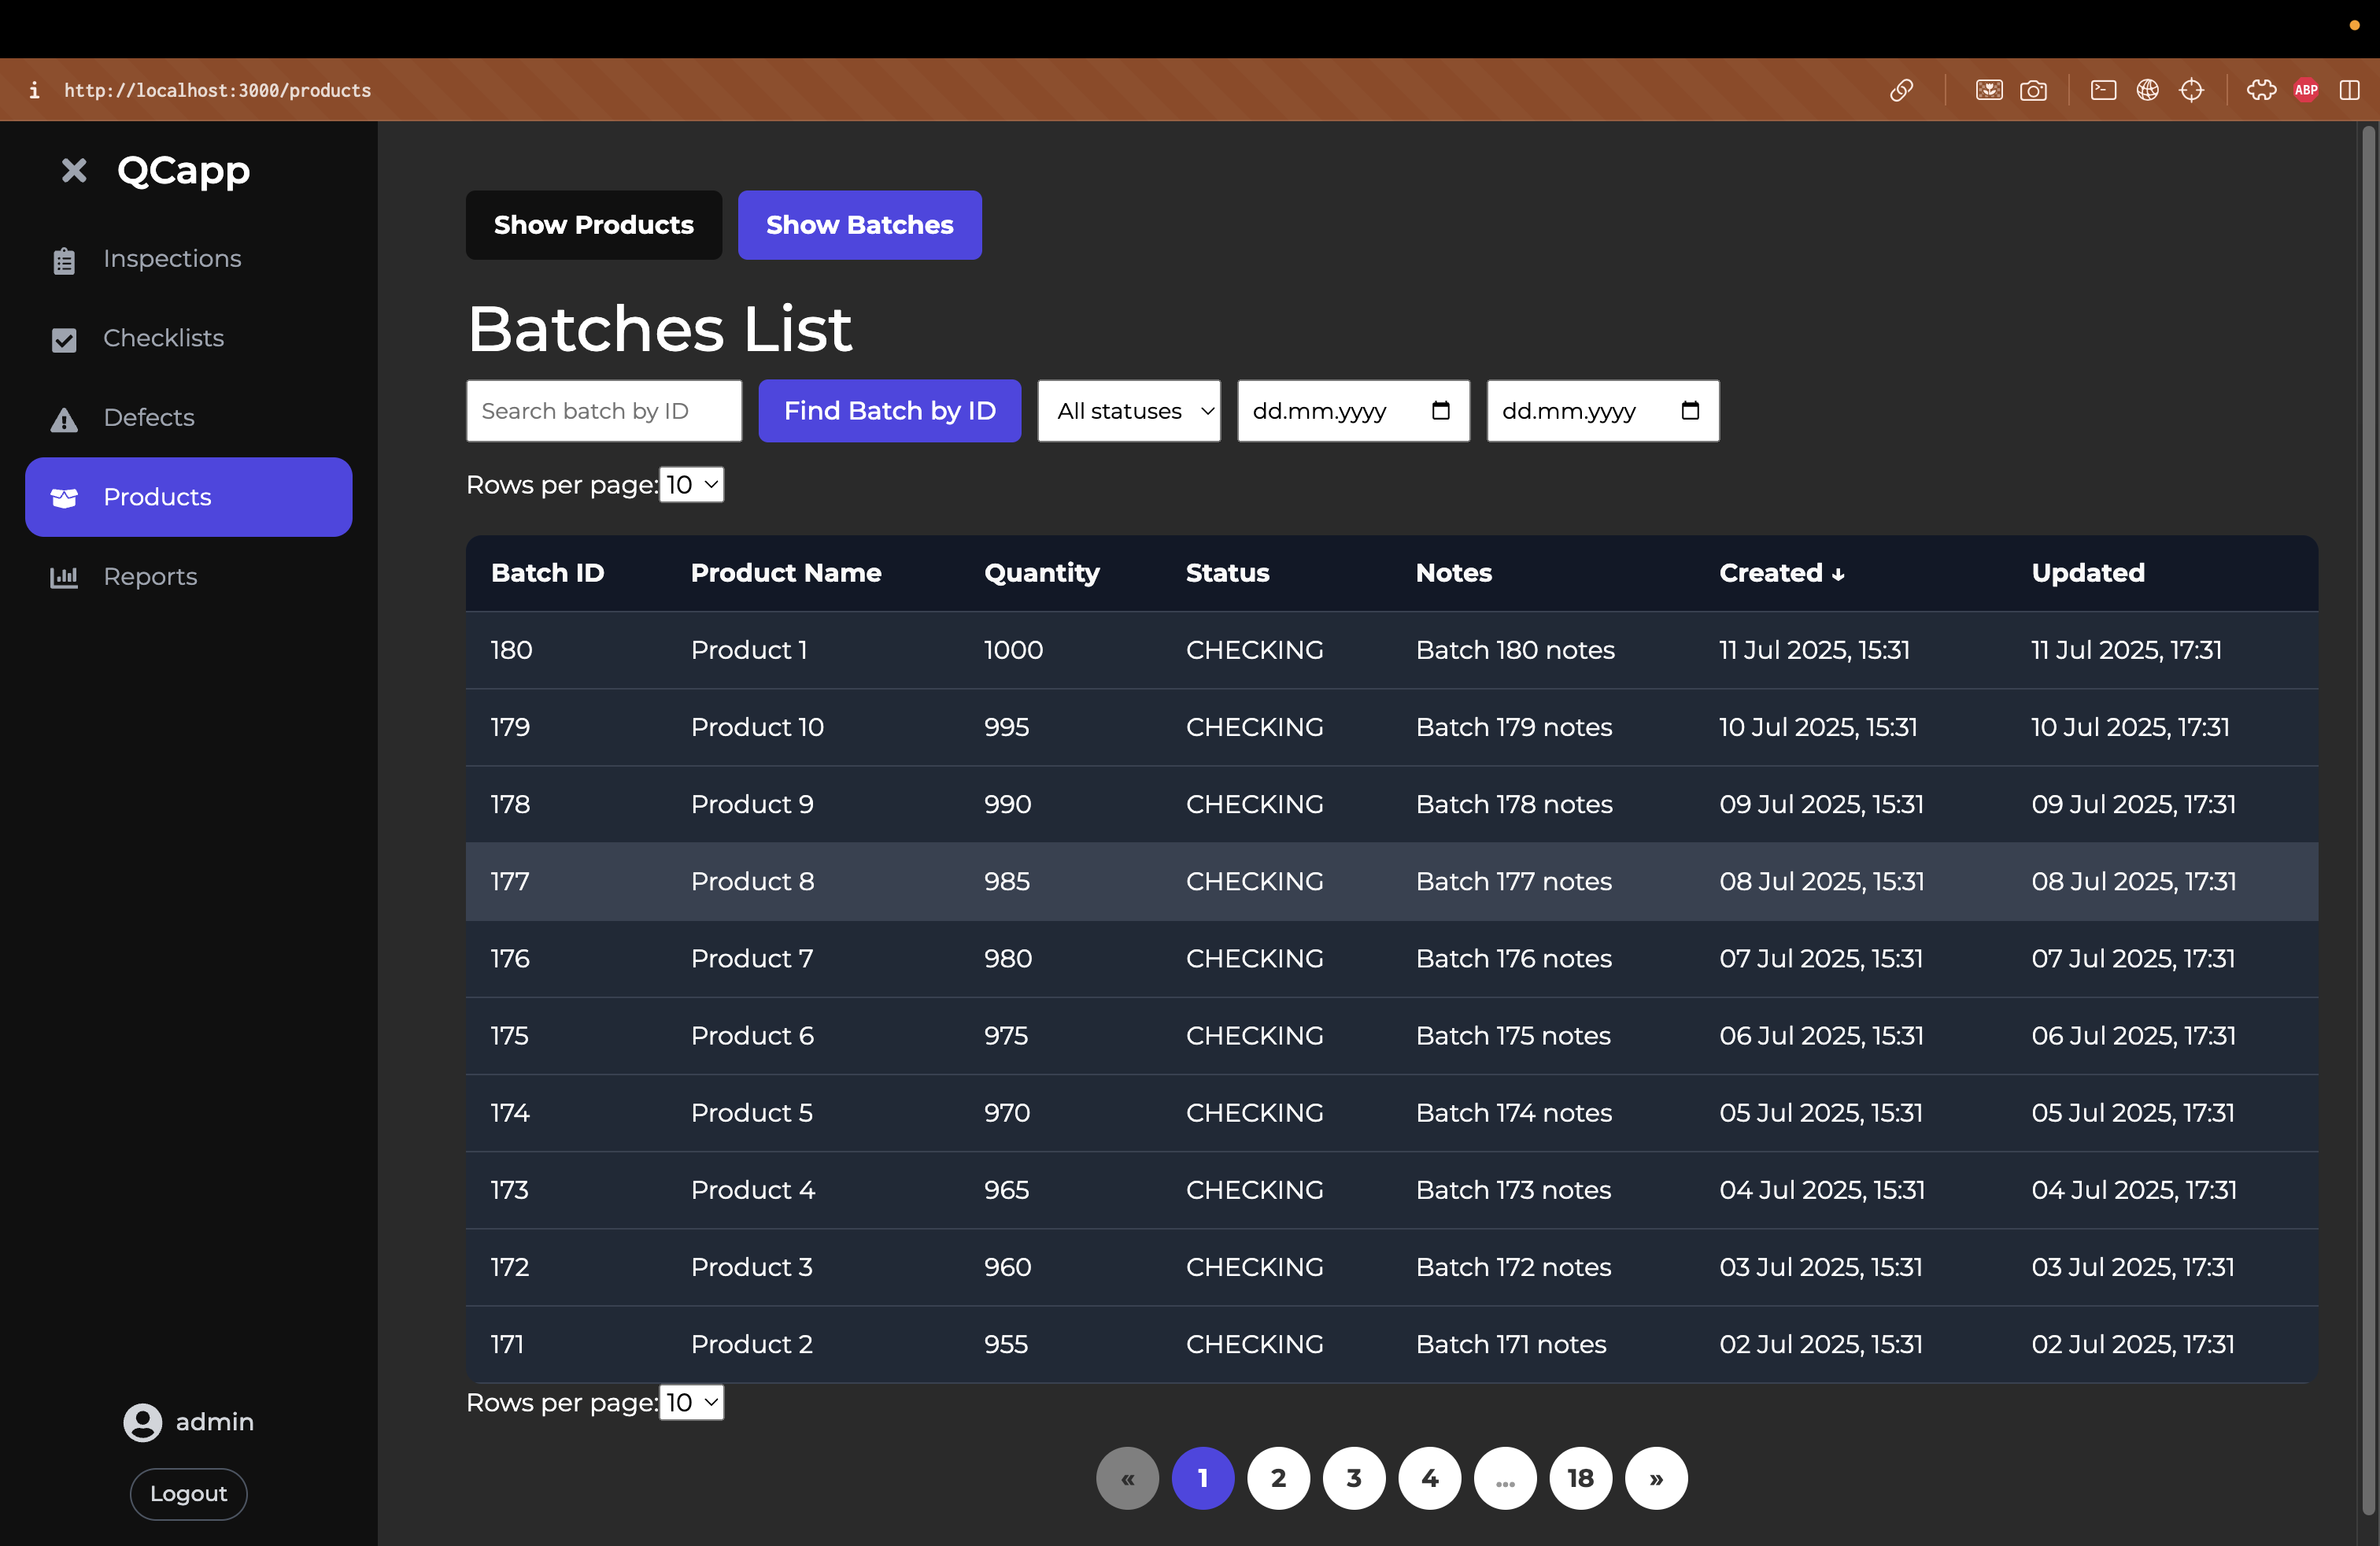 http://localhost:3000/products
ABP
QCapp
Inspections
Checklists
Defects
Products
Reports
admin
Logout
Show Products Show Batches
Batches List
Search batch by ID Find Batch by ID All statuses dd.mm.yyyy dd.mm.yyyy
Rows per page: 10
Batch ID Product Name Quantity Status Notes Created ↓ Updated
180 Product 1 1000 CHECKING Batch 180 notes 11 Jul 2025, 15:31 11 Jul 2025, 17:31
179 Product 10 995 CHECKING Batch 179 notes 10 Jul 2025, 15:31 10 Jul 2025, 17:31
178 Product 9 990 CHECKING Batch 178 notes 09 Jul 2025, 15:31 09 Jul 2025, 17:31
177 Product 8 985 CHECKING Batch 177 notes 08 Jul 2025, 15:31 08 Jul 2025, 17:31
176 Product 7 980 CHECKING Batch 176 notes 07 Jul 2025, 15:31 07 Jul 2025, 17:31
175 Product 6 975 CHECKING Batch 175 notes 06 Jul 2025, 15:31 06 Jul 2025, 17:31
174 Product 5 970 CHECKING Batch 174 notes 05 Jul 2025, 15:31 05 Jul 2025, 17:31
173 Product 4 965 CHECKING Batch 173 notes 04 Jul 2025, 15:31 04 Jul 2025, 17:31
172 Product 3 960 CHECKING Batch 172 notes 03 Jul 2025, 15:31 03 Jul 2025, 17:31
171 Product 2 955 CHECKING Batch 171 notes 02 Jul 2025, 15:31 02 Jul 2025, 17:31
Rows per page: 10
« 1 2 3 4 ... 18 »